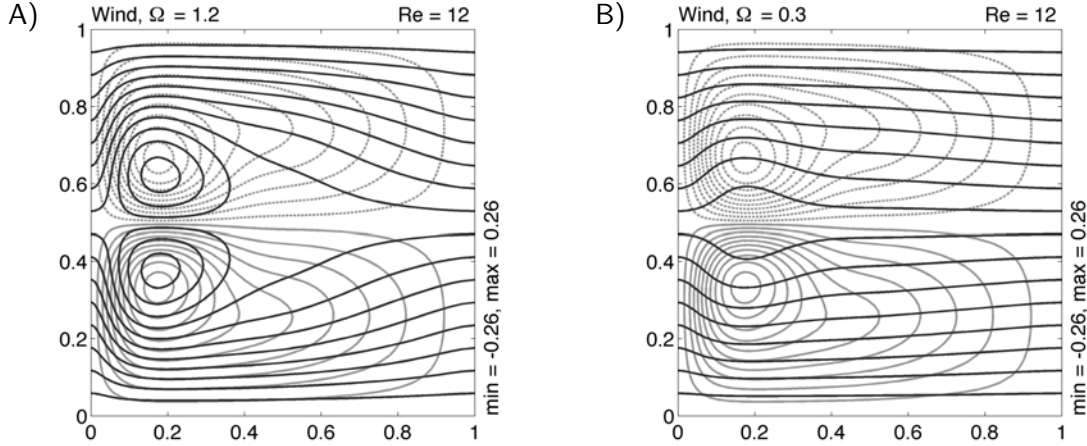 A)
Wind, Ω = 1.2 Re = 12
1
0.8
0.6
0.4
0.2
0
0 0.2 0.4 0.6 0.8 1
min = -0.26, max = 0.26
B)
Wind, Ω = 0.3 Re = 12
1
0.8
0.6
0.4
0.2
0
0 0.2 0.4 0.6 0.8 1
min = -0.26, max = 0.26